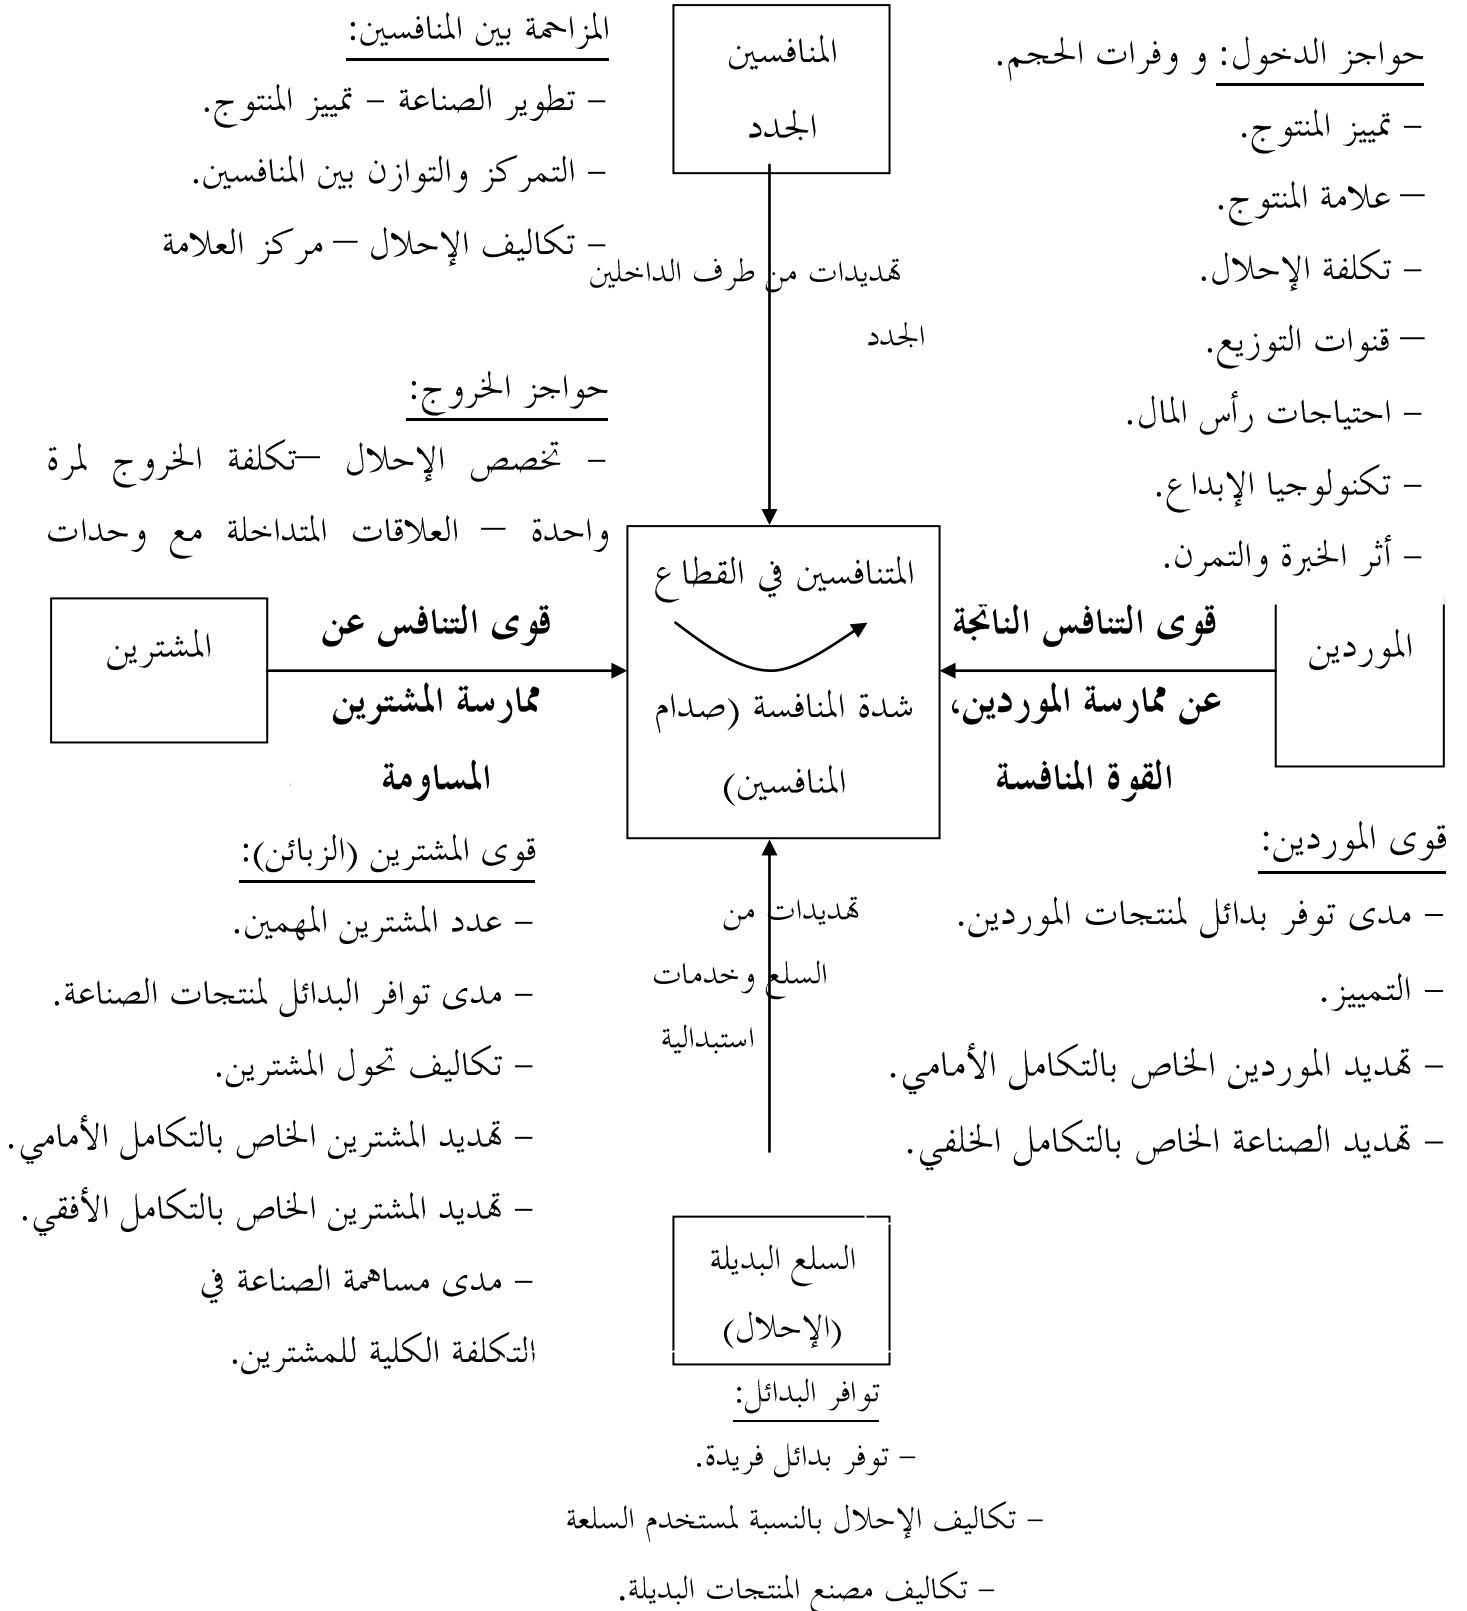 حواجز الدخول: و وفرات الحجم.
- تمييز المنتوج.
– علامة المنتوج.
- تكلفة الإحلال.
– قنوات التوزيع.
- احتياجات رأس المال.
- تكنولوجيا الإبداع.
- أثر الخبرة والتمرن.
المنافسين
الجدد
المزاحمة بين المنافسين:
- تطوير الصناعة - تمييز المنتوج.
- التمركز والتوازن بين المنافسين.
- تكاليف الإحلال – مركز العلامة
تهديدات من طرف الداخلين
الجدد
حواجز الخروج:
- تخصص الإحلال –تكلفة الخروج لمرة
واحدة – العلاقات المتداخلة مع وحدات
الموردين
قوى التنافس الناتجة
عن ممارسة الموردين،
القوة المنافسة
المتنافسين في القطاع
شدة المنافسة (صدام
المنافسين)
قوى التنافس عن
ممارسة المشترين
المساومة
المشترين
قوى الموردين:
- مدى توفر بدائل لمنتجات الموردين.
- التمييز.
- تهديد الموردين الخاص بالتكامل الأمامي.
- تهديد الصناعة الخاص بالتكامل الخلفي.
تهديدات من
السلع وخدمات
استبدالية
قوى المشترين (الزبائن):
- عدد المشترين المهمين.
- مدى توافر البدائل لمنتجات الصناعة.
- تكاليف تحول المشترين.
- تهديد المشترين الخاص بالتكامل الأمامي.
- تهديد المشترين الخاص بالتكامل الأفقي.
- مدى مساهمة الصناعة في
التكلفة الكلية للمشترين.
السلع البديلة
(الإحلال)
توافر البدائل:
- توفر بدائل فريدة.
- تكاليف الإحلال بالنسبة لمستخدم السلعة
- تكاليف مصنع المنتجات البديلة.